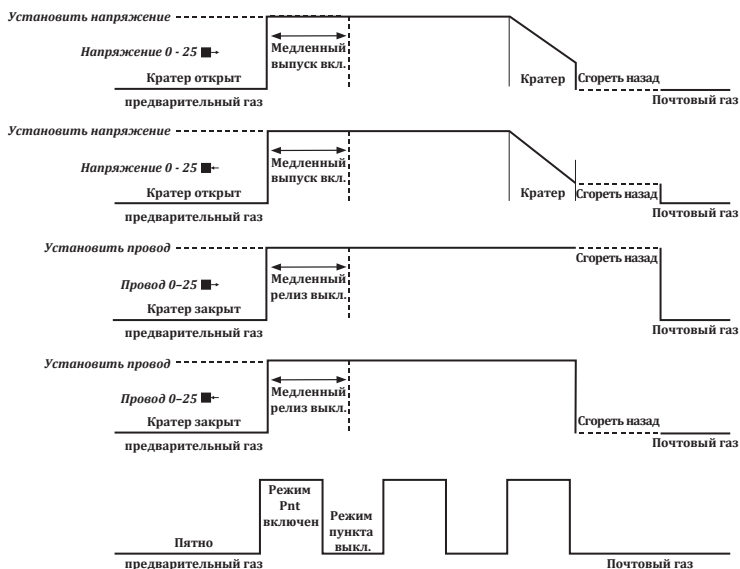 Установить напряжение
Напряжение 0 - 25
Медленный
выпуск вкл.
Кратер открыт
Кратер
Сгореть назад
предварительный газ
Почтовый газ
Установить напряжение
Напряжение 0 - 25
Медленный
выпуск вкл.
Кратер открыт
Кратер
Сгореть назад
предварительный газ
Почтовый газ
Установить провод
Сгореть назад
Провод 0–25
Медленный
релиз выкл.
Кратер закрыт
предварительный газ
Почтовый газ
Установить провод
Провод 0–25
Медленный
релиз выкл.
Кратер закрыт
Сгореть назад
предварительный газ
Почтовый газ
Режим
Pnt
включен
Режим
пункта
выкл.
Пятно
предварительный газ
Почтовый газ